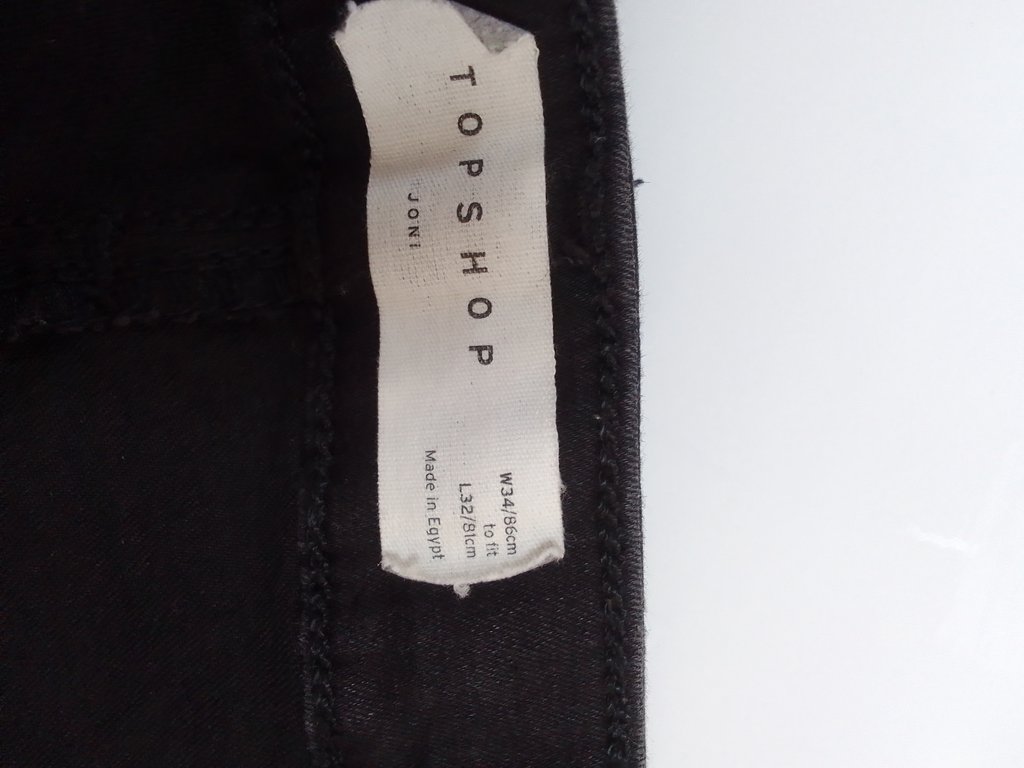 TOPSHOP
JONI
W34/86cm
to fit
L32/81cm
Made in Egypt